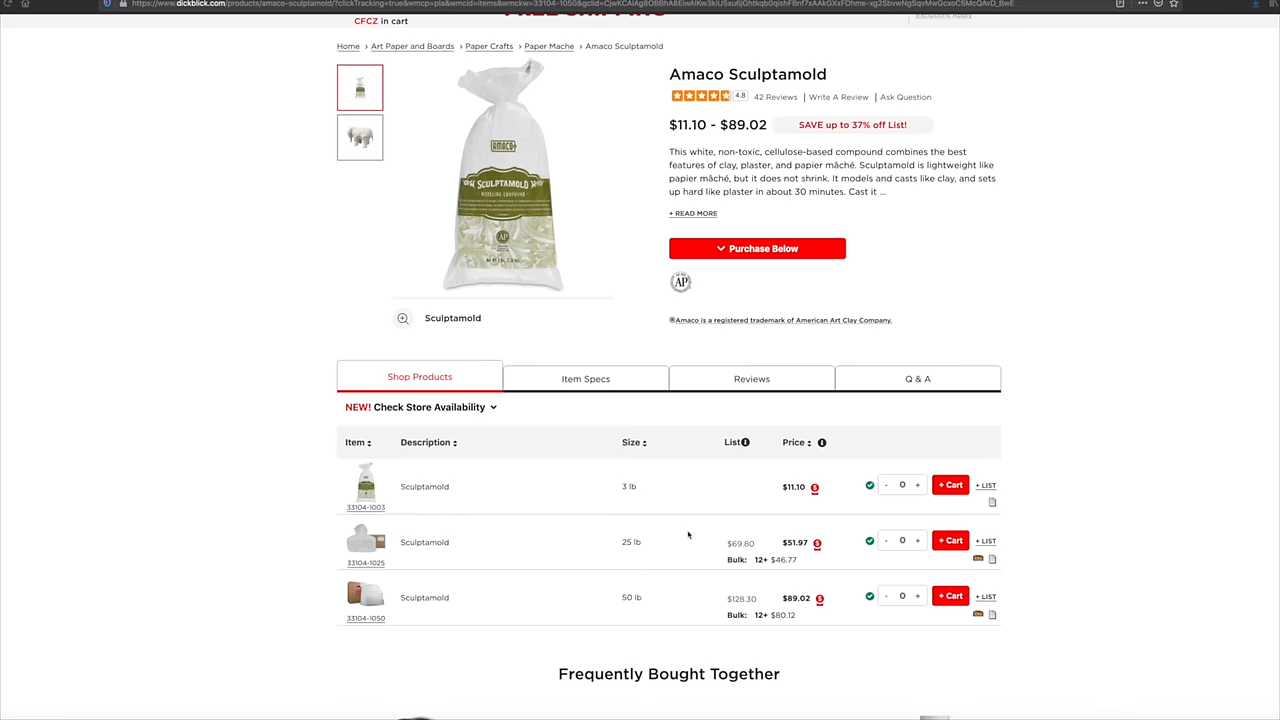 www.dickblick.com/products/amaco-sculptamold/?clickTracking=true&wmcp=pla&wmcid=items&wmckw=33104-1050
FREE SHIPPING
CFCZ in cart
Exclusions Apply
Home › Art Paper and Boards › Paper Crafts › Paper Mache › Amaco Sculptamold
Amaco Sculptamold
4.8 42 Reviews | Write A Review | Ask Question
$11.10 - $89.02 SAVE up to 37% off List!
This white, non-toxic, cellulose-based compound combines the best
features of clay, plaster, and papier mâché. Sculptamold is lightweight like
papier mâché, but it does not shrink. It models and casts like clay, and sets
up hard like plaster in about 30 minutes. Cast it ...
+ READ MORE
Purchase Below
AP
®Amaco is a registered trademark of American Art Clay Company.
AMACO
SCULPTAMOLD
MODELING COMPOUND
AP
Sculptamold
Shop Products Item Specs Reviews Q & A
NEW! Check Store Availability
Item Description Size List Price
Sculptamold 3 lb $11.10 - 0 + + Cart + LIST
33104-1003
Sculptamold 25 lb $69.80 $51.97 - 0 + + Cart + LIST
33104-1025 Bulk: 12+ $46.77
Sculptamold 50 lb $128.30 $89.02 - 0 + + Cart + LIST
33104-1050 Bulk: 12+ $80.12
Frequently Bought Together